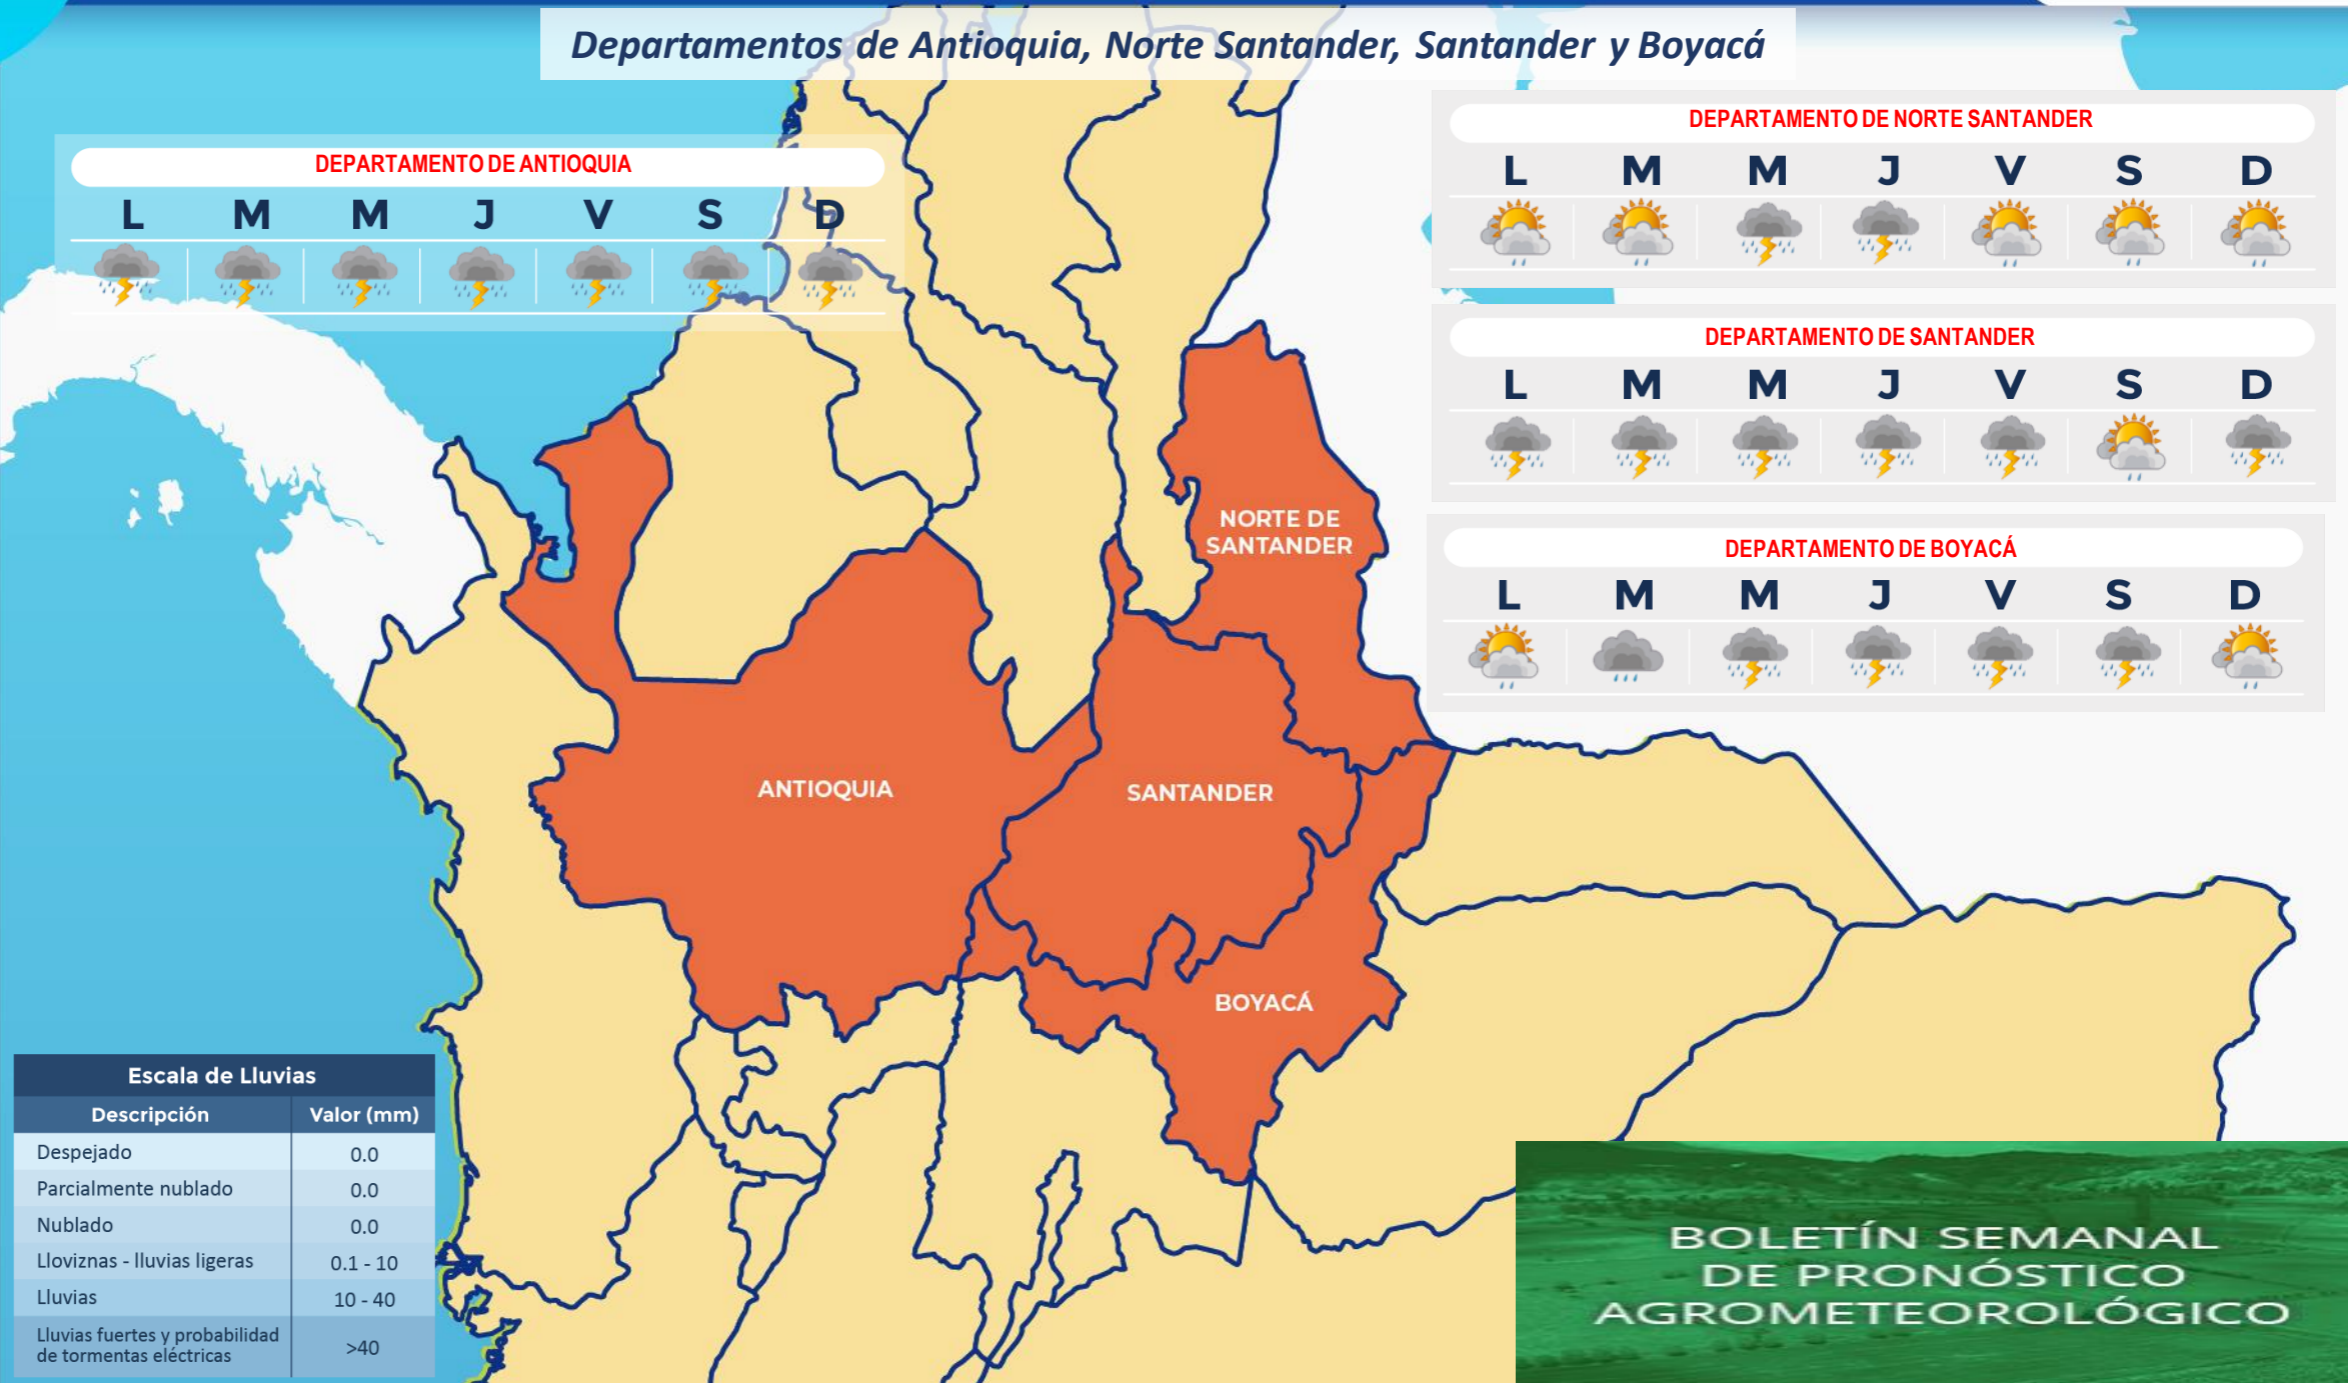 Departamentos de Antioquia, Norte Santander, Santander y Boyacá
DEPARTAMENTO DE ANTIOQUIA
L M M J V S D
DEPARTAMENTO DE NORTE SANTANDER
L M M J V S D
DEPARTAMENTO DE SANTANDER
L M M J V S D
DEPARTAMENTO DE BOYACÁ
L M M J V S D
NORTE DE
SANTANDER
ANTIOQUIA
SANTANDER
BOYACÁ
Escala de Lluvias
Descripción Valor (mm)
Despejado 0.0
Parcialmente nublado 0.0
Nublado 0.0
Lloviznas - lluvias ligeras 0.1 - 10
Lluvias 10 - 40
Lluvias fuertes y probabilidad
de tormentas eléctricas >40
BOLETÍN SEMANAL
DE PRONÓSTICO
AGROMETEOROLÓGICO